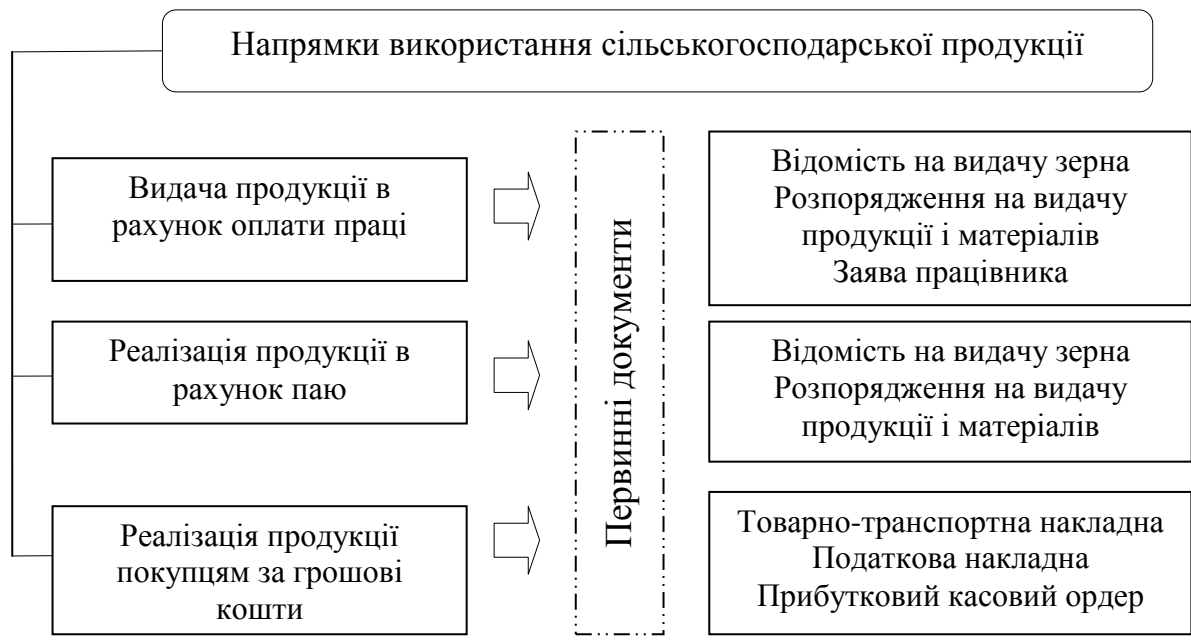 Напрямки використання сільськогосподарської продукції
Видача продукції в
рахунок оплати праці
Відомість на видачу зерна
Розпорядження на видачу
продукції і матеріалів
Заява працівника
Первинні документи
Реалізація продукції в
рахунок паю
Відомість на видачу зерна
Розпорядження на видачу
продукції і матеріалів
Реалізація продукції
покупцям за грошові
кошти
Товарно-транспортна накладна
Податкова накладна
Прибутковий касовий ордер